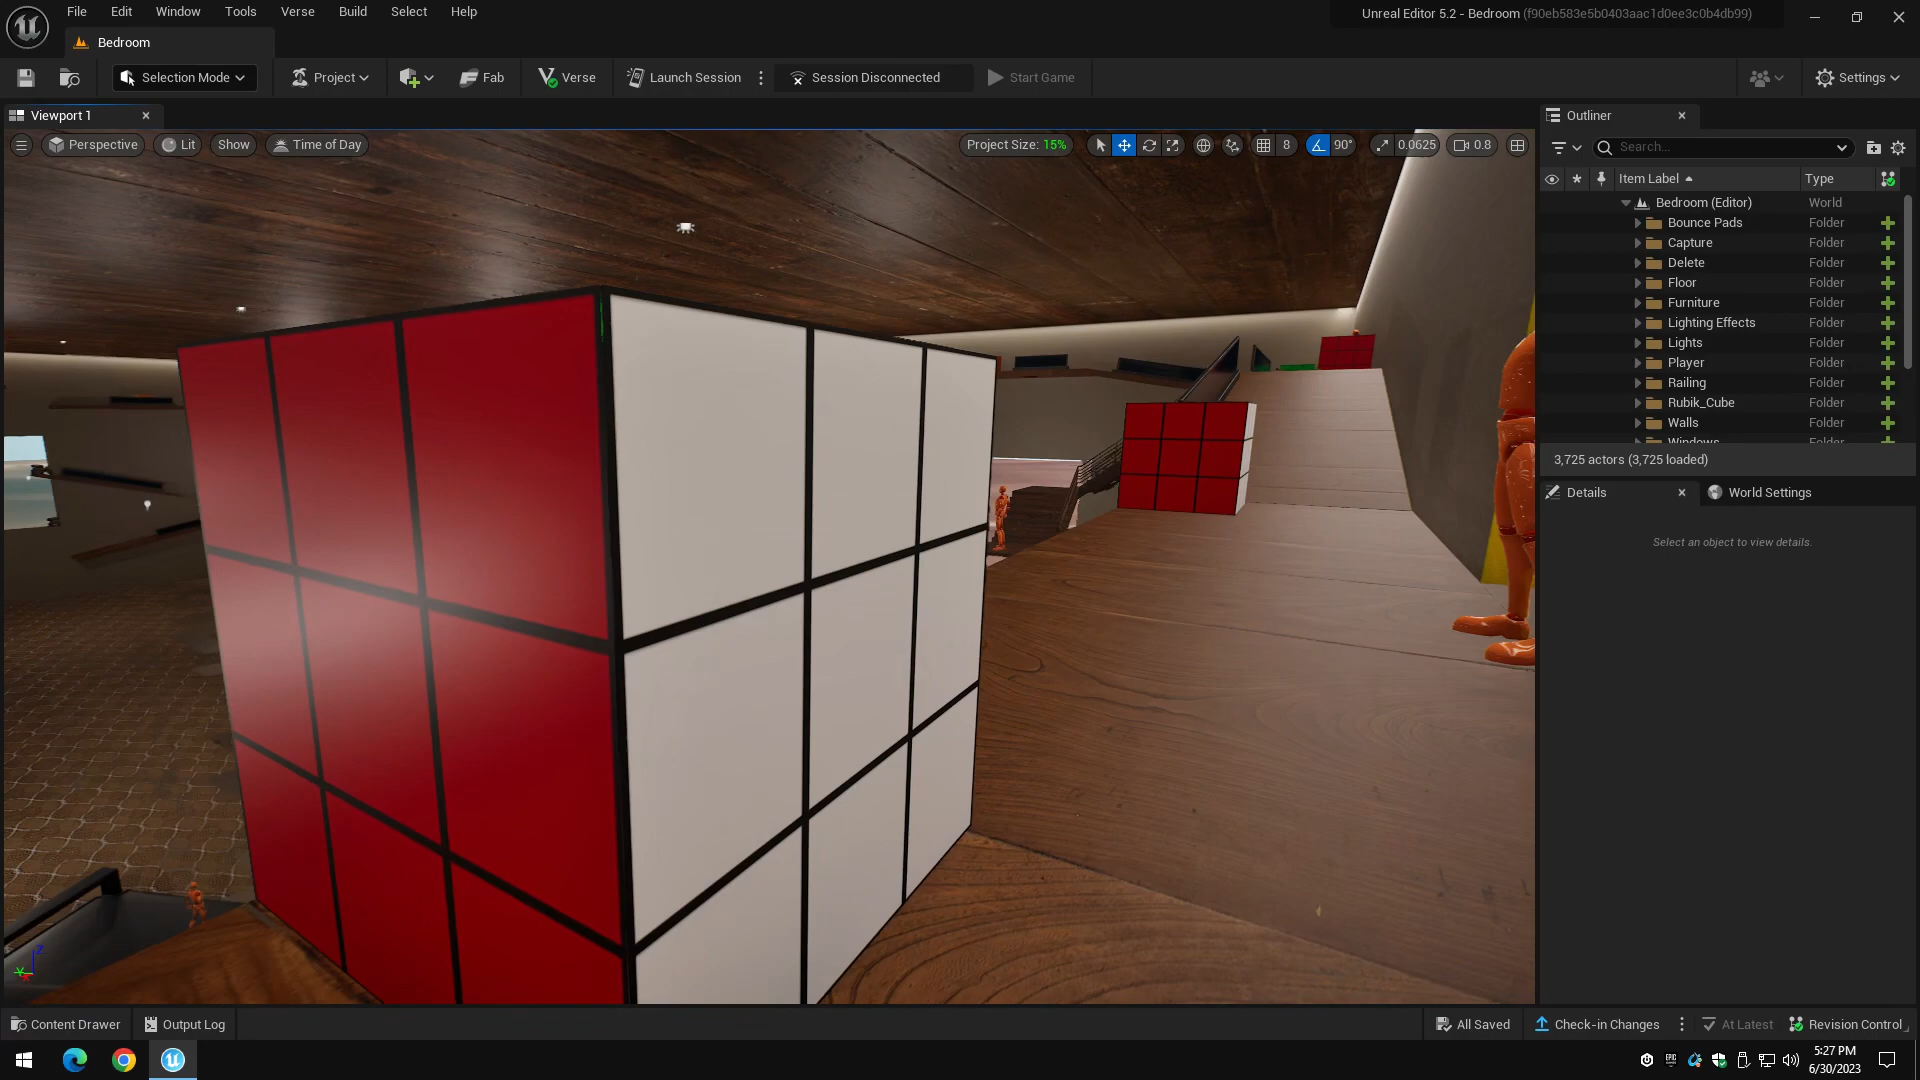 File Edit Window Tools Verse Build Select Help
Unreal Editor 5.2 - Bedroom (f90eb583e5b0403aac1d0ee3c0b4db99)
Bedroom
Selection Mode Project Fab Verse Launch Session Session Disconnected Start Game Settings
Viewport 1
Perspective Lit Show Time of Day Project Size: 15% 8 90° 0.0625 0.8
Outliner
Search...
Item Label Type
Bedroom (Editor) World
Bounce Pads Folder
Capture Folder
Delete Folder
Floor Folder
Furniture Folder
Lighting Effects Folder
Lights Folder
Player Folder
Railing Folder
Rubik_Cube Folder
Walls Folder
Windows Folder
3,725 actors (3,725 loaded)
Details World Settings
Select an object to view details.
Z
Content Drawer Output Log All Saved Check-in Changes At Latest Revision Control
EPIC
5:27 PM
6/30/2023